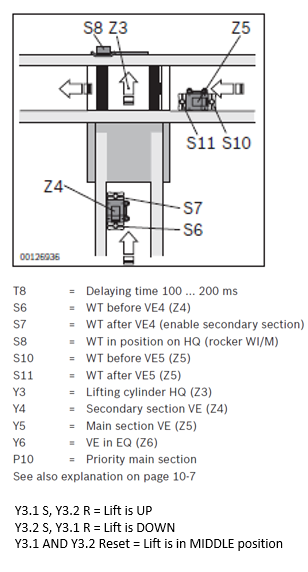 S8 Z3
Z5
S11 S10
Z4
S7
S6
00126936
T8 = Delaying time 100 ... 200 ms
S6 = WT before VE4 (Z4)
S7 = WT after VE4 (enable secondary section)
S8 = WT in position on HQ (rocker WI/M)
S10 = WT before VE5 (Z5)
S11 = WT after VE5 (Z5)
Y3 = Lifting cylinder HQ (Z3)
Y4 = Secondary section VE (Z4)
Y5 = Main section VE (Z5)
Y6 = VE in EQ (Z6)
P10 = Priority main section
See also explanation on page 10-7
Y3.1 S, Y3.2 R = Lift is UP
Y3.2 S, Y3.1 R = Lift is DOWN
Y3.1 AND Y3.2 Reset = Lift is in MIDDLE position